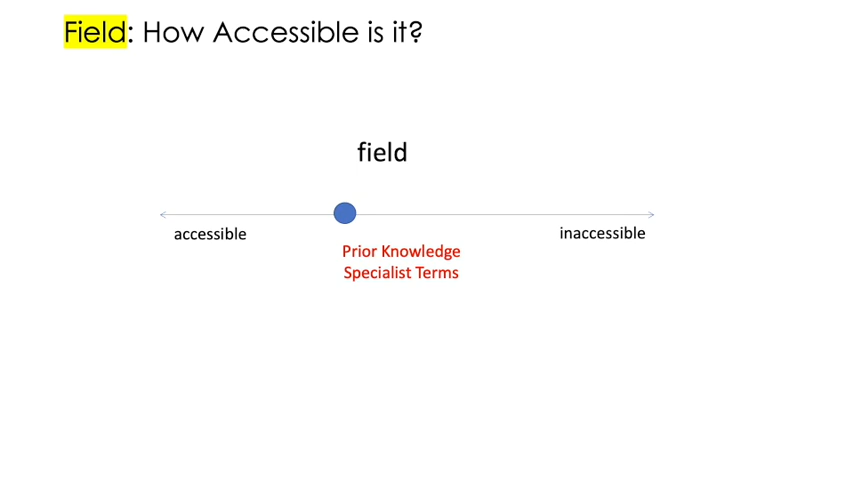 Field: How Accessible is it?
field
accessible
inaccessible
Prior Knowledge
Specialist Terms